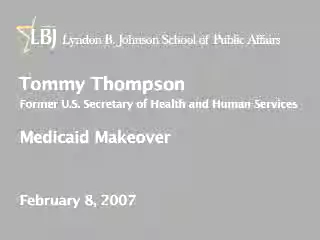 LBJ Lyndon B. Johnson School of Public Affairs
Tommy Thompson
Former U.S. Secretary of Health and Human Services
Medicaid Makeover
February 8, 2007